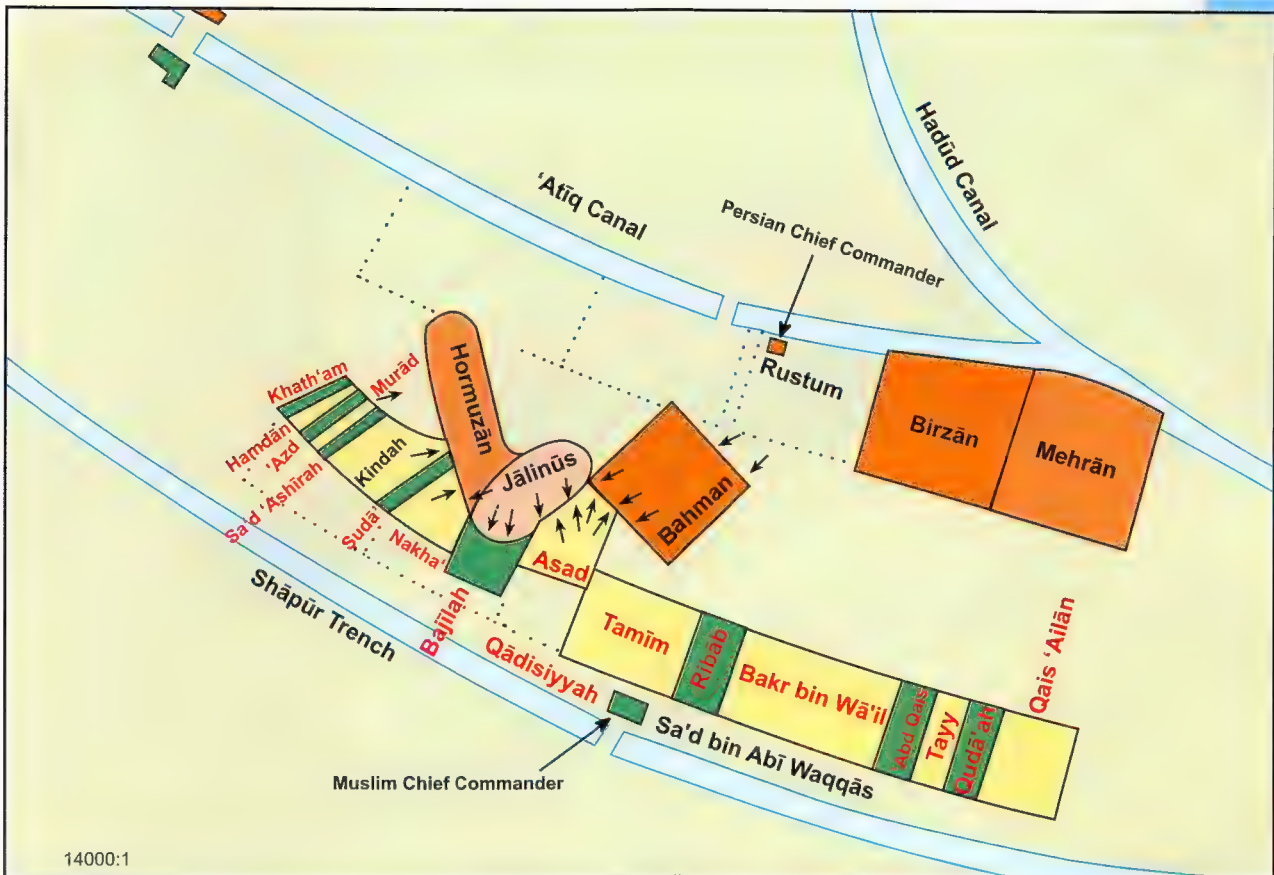 Hadūd Canal
'Atīq Canal
Persian Chief Commander
Rustum
Hormuzān
Murād
Khath'am
Birzān
Mehrān
Hamdān
'Azd
Kindah
Jālinūs
Bahman
Sa'd 'Ashīrah
Ṣudā'
Nakha'
Asad
Shāpūr Trench
Bajīlah
Qādisiyyah
Tamīm
Ribāb
Bakr bin Wā'il
'Abd Qais
Tayy
Qudā'ah
Qais 'Ailān
Sa'd bin Abī Waqqās
Muslim Chief Commander
14000:1